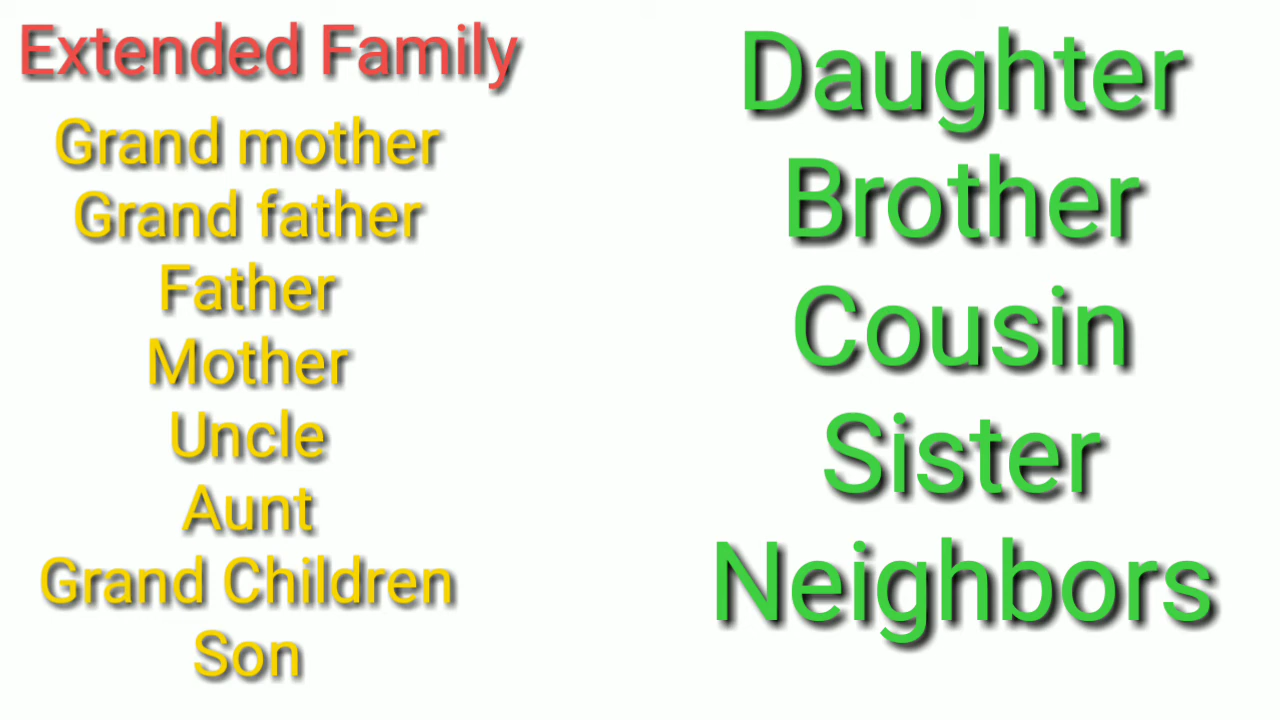 Extended Family
Grand mother
Grand father
Father
Mother
Uncle
Aunt
Grand Children
Son
Daughter
Brother
Cousin
Sister
Neighbors